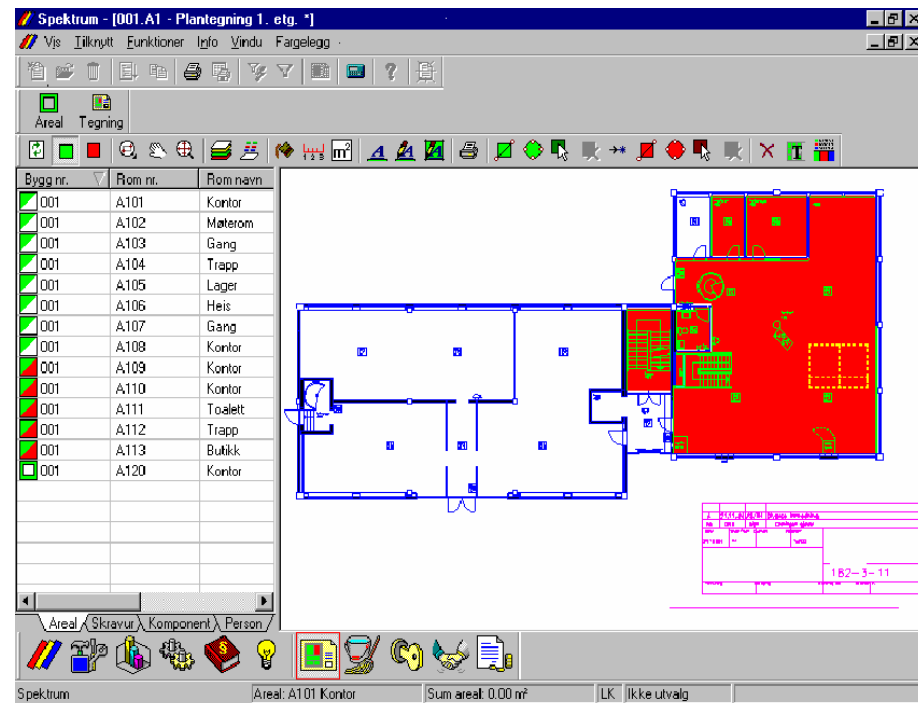 Spektrum - [001.A1 - Plantegning 1. etg. *]
Vis Tilknytt Funktioner Info Vindu Fargelegg
Areal Tegning
Bygg nr. Rom nr. Rom navn
001 A101 Kontor
001 A102 Møterom
001 A103 Gang
001 A104 Trapp
001 A105 Lager
001 A106 Heis
001 A107 Gang
001 A108 Kontor
001 A109 Kontor
001 A110 Kontor
001 A111 Toalett
001 A112 Trapp
001 A113 Butikk
001 A120 Kontor
182-3-11
Areal Skravur Komponent Person
Spektrum Areal: A101 Kontor Sum areal: 0.00 m² LK Ikke utvalg